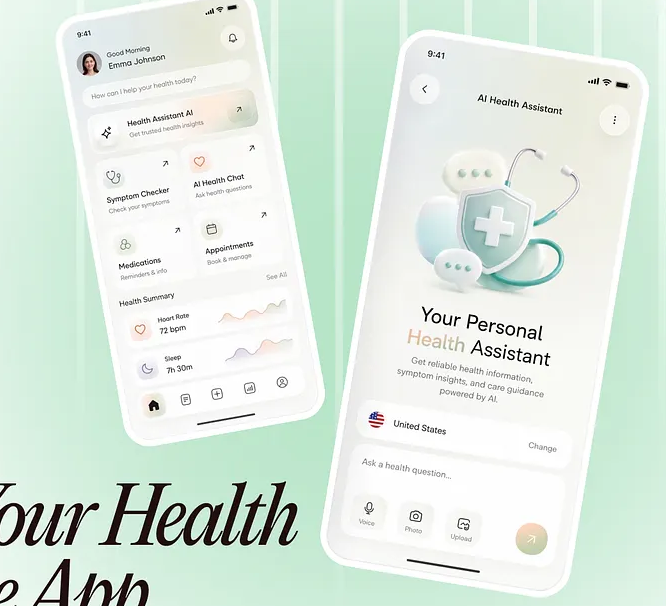 9:41
Good Morning
Emma Johnson
How can I help your health today?
Health Assistant AI
Get trusted health insights
Symptom Checker
Check your symptoms
AI Health Chat
Ask health questions
Medications
Reminders & info
Appointments
Book & manage
Health Summary
See All
Heart Rate
72 bpm
Sleep
7h 30m
9:41
AI Health Assistant
Your Personal
Health Assistant
Get reliable health information,
symptom insights, and care guidance
powered by AI.
United States
Change
Ask a health question...
Voice
Photo
Upload
Your Health
e App